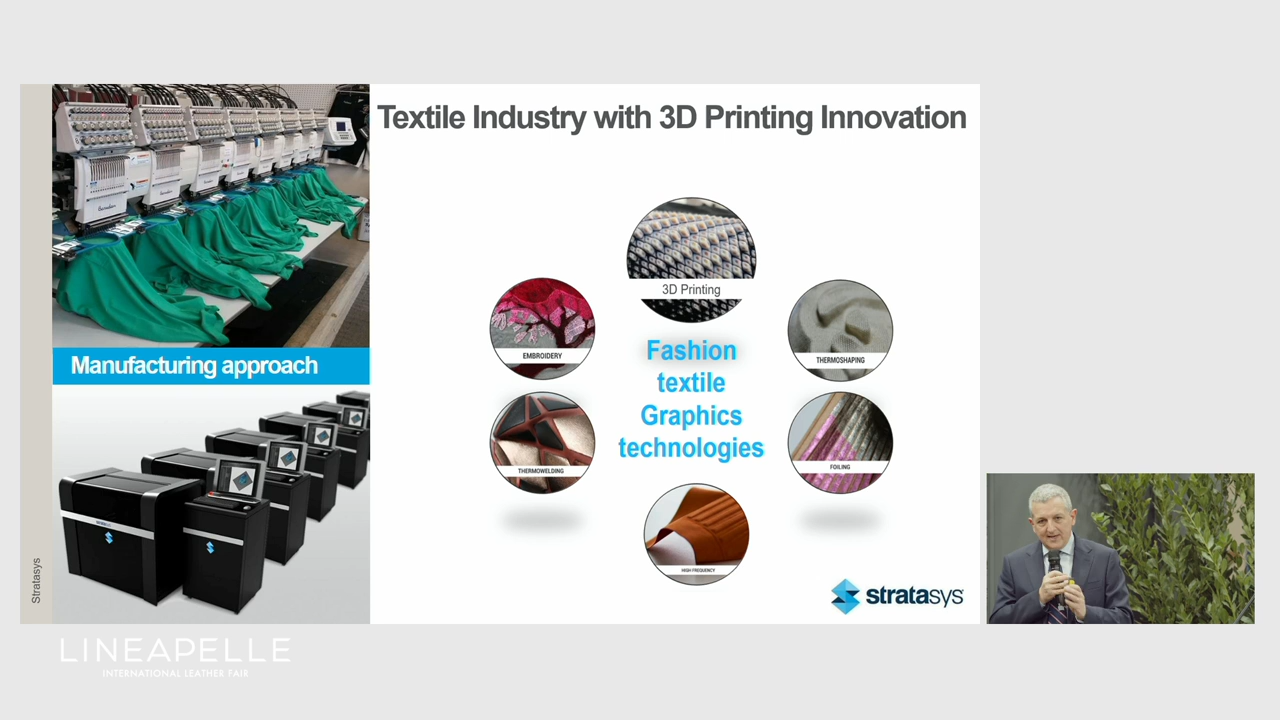 Textile Industry with 3D Printing Innovation
Manufacturing approach
3D Printing
EMBROIDERY
THERMOSHAPING
Fashion
textile
Graphics
technologies
THERMOWELDING
FOILING
HIGH FREQUENCY
stratasys
Stratasys
LINEAPELLE
INTERNATIONAL LEATHER FAIR